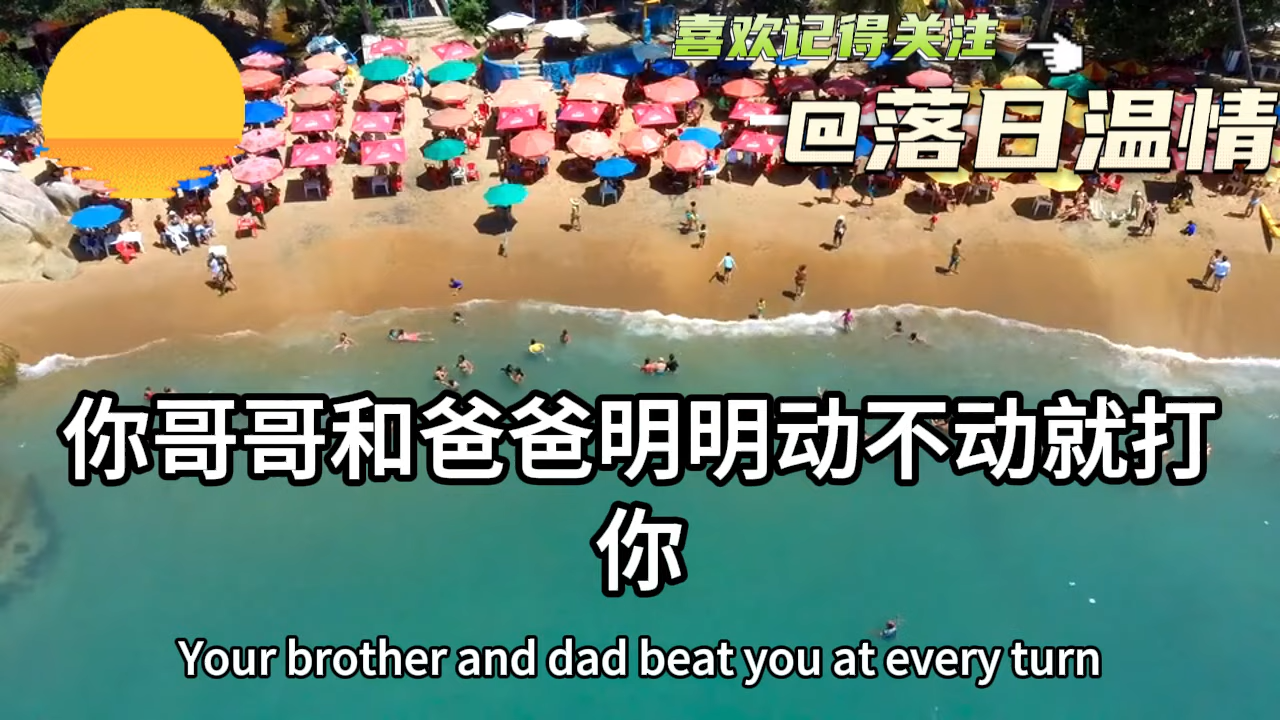 喜欢记得关注
@落日温情
你哥哥和爸爸明明动不动就打
你
Your brother and dad beat you at every turn